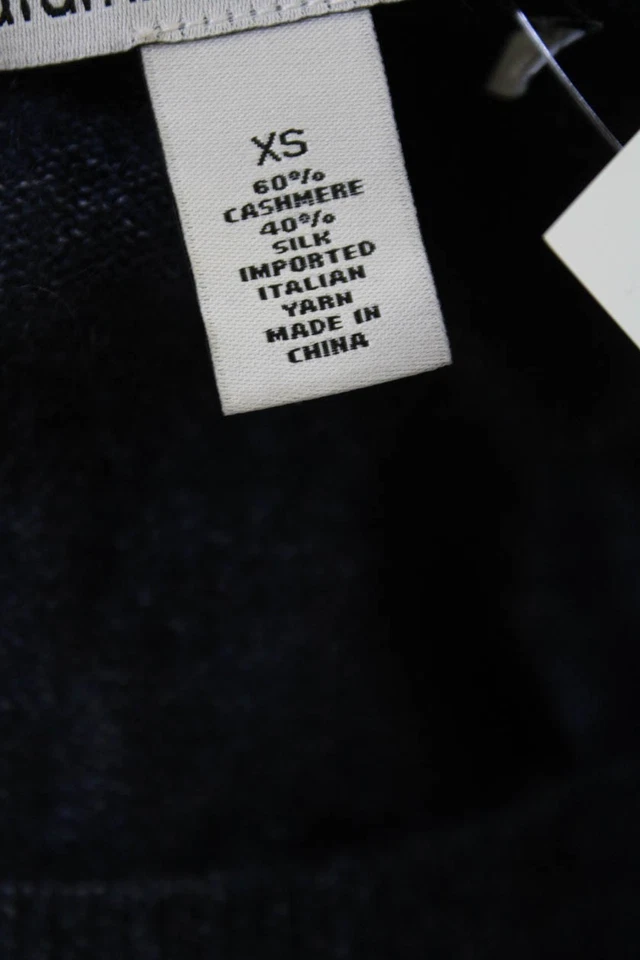 XS
60%
CASHMERE
40%
SILK
IMPORTED
ITALIAN
YARN
MADE IN
CHINA